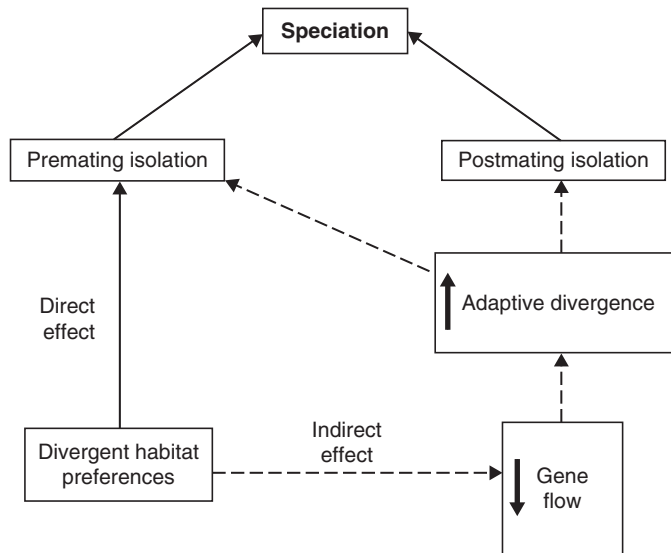 Speciation
Premating isolation
Postmating isolation
Direct
effect
Adaptive divergence
Divergent habitat
preferences
Indirect
effect
Gene
flow